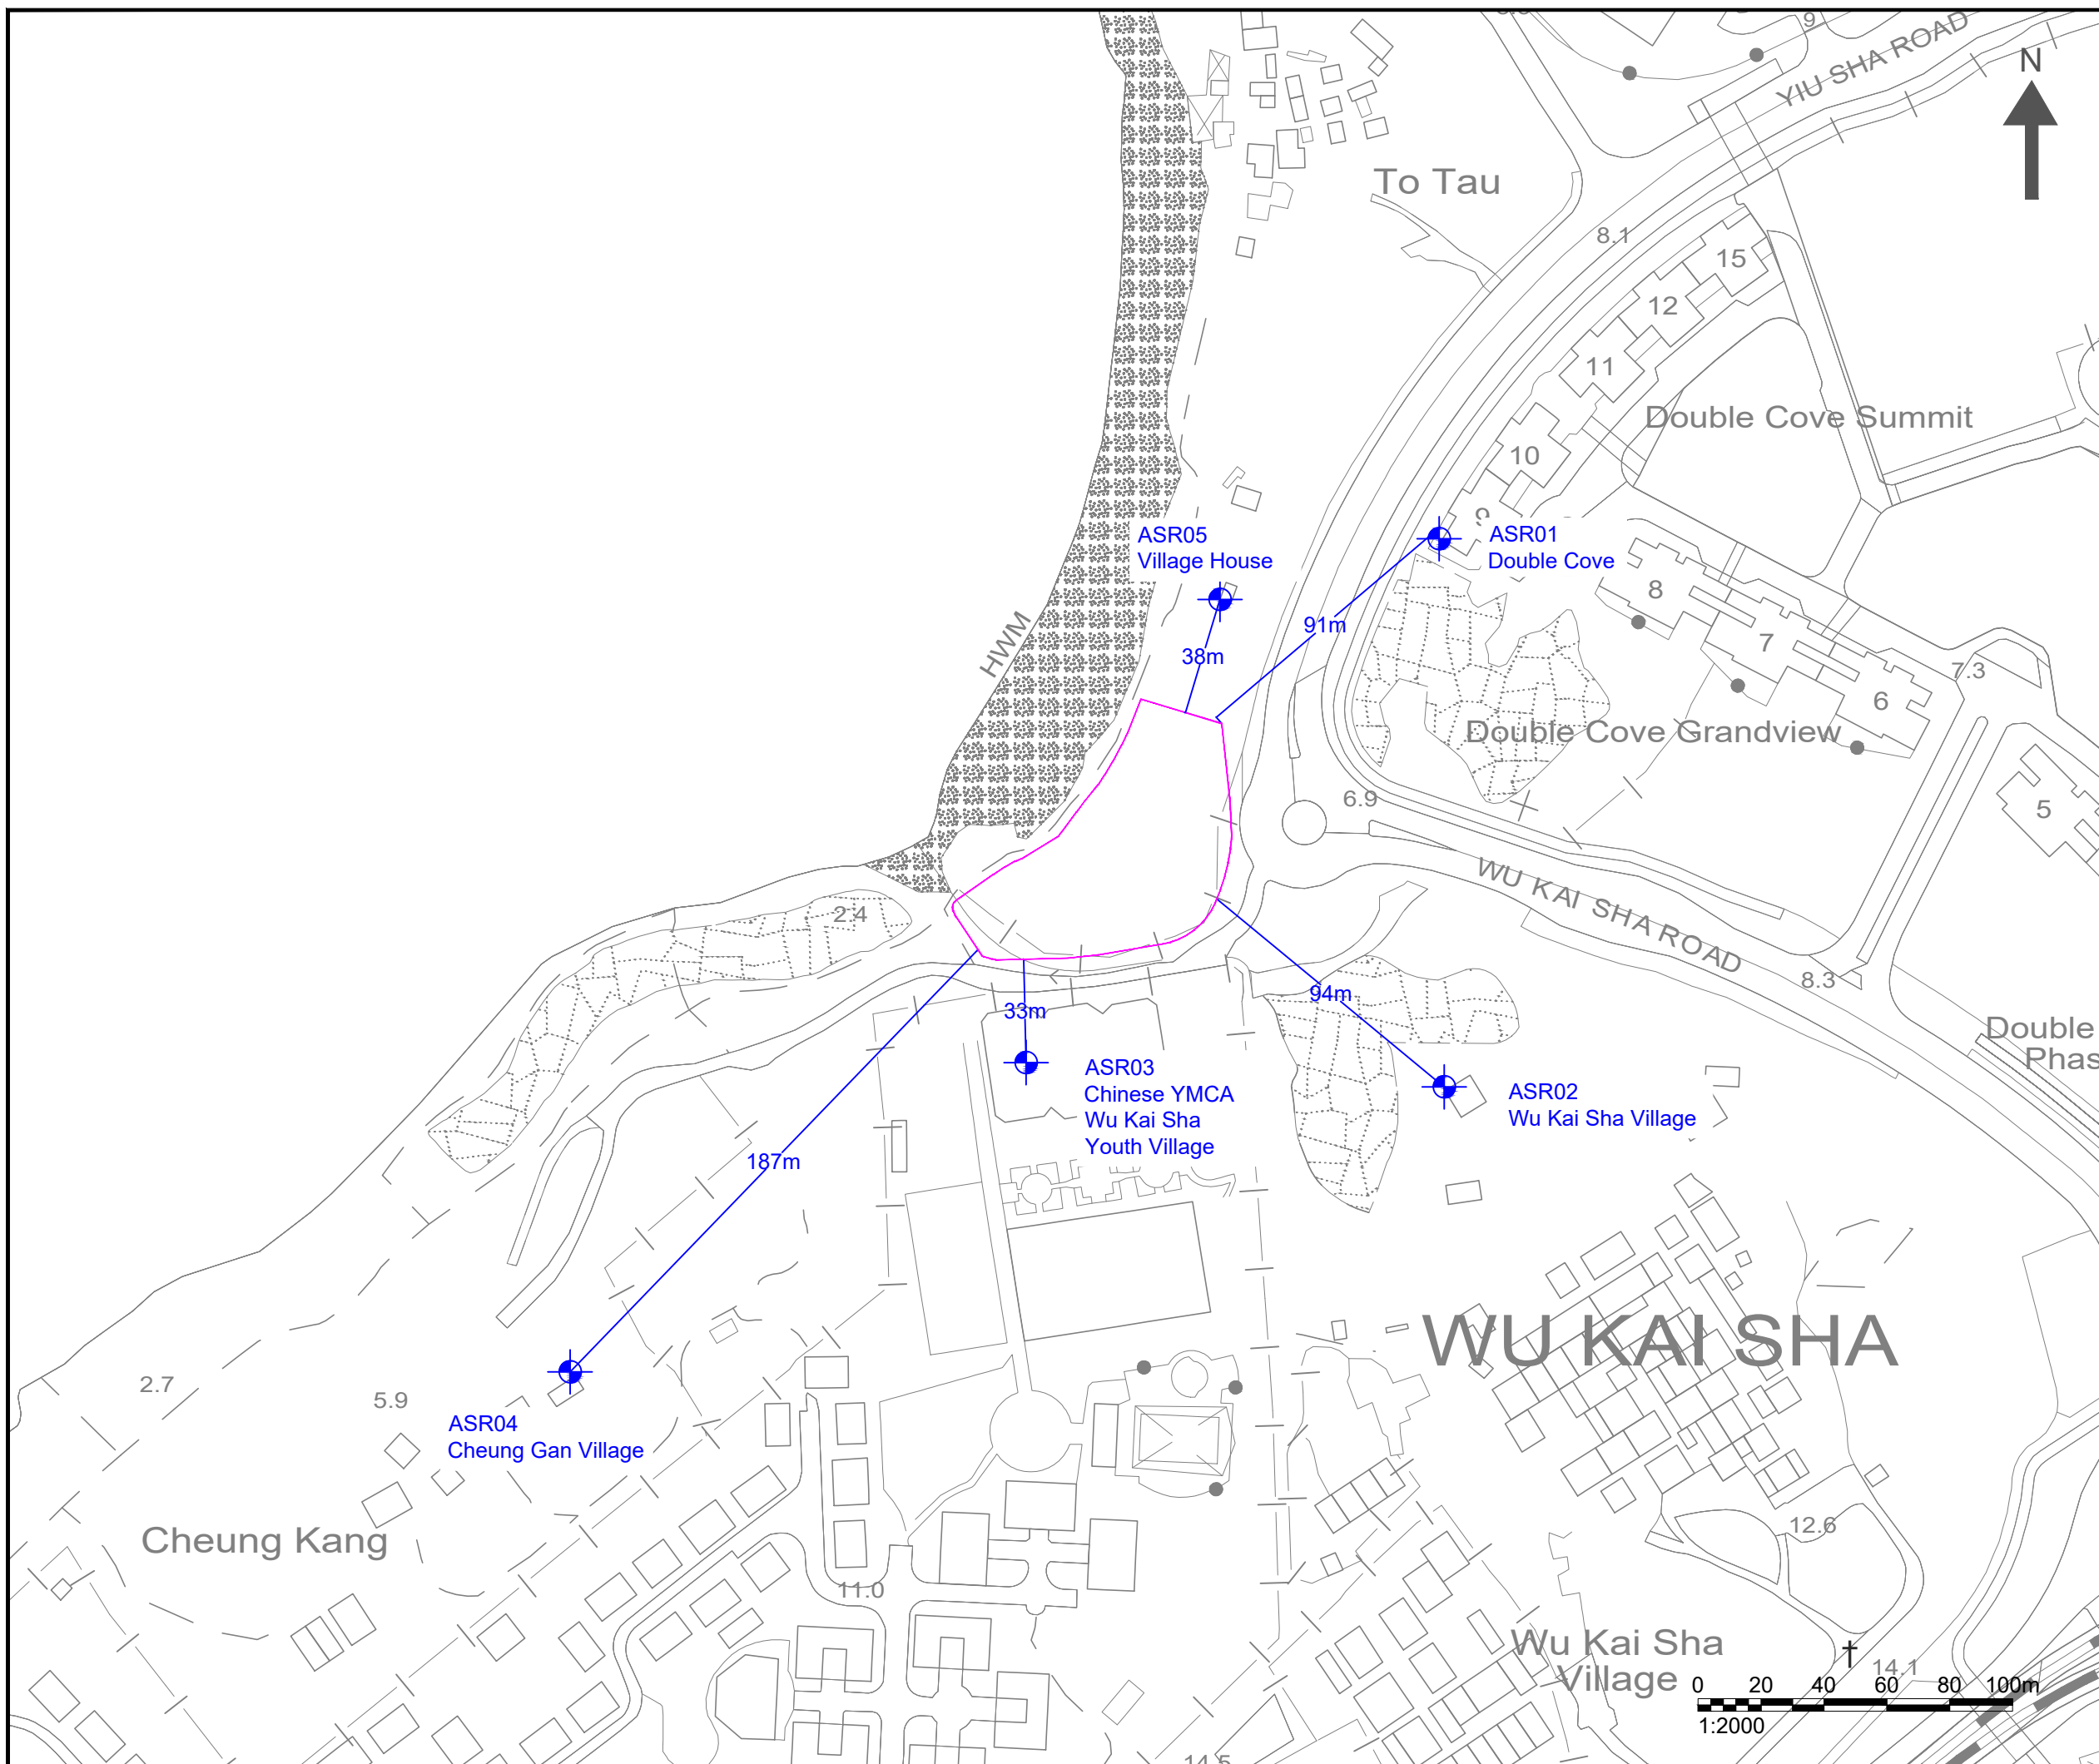 YIU SHA ROAD
9
N
To Tau
8.1
15
12
11
Double Cove Summit
10
9
ASR05
Village House
ASR01
Double Cove
8
HWM
91m
38m
7
7.3
6
Double Cove Grandview
6.9
5
WU KAI SHA ROAD
2.4
8.3
94m
33m
Double
Phas
ASR03
Chinese YMCA
Wu Kai Sha
Youth Village
ASR02
Wu Kai Sha Village
187m
WU KAI SHA
2.7
5.9
ASR04
Cheung Gan Village
Cheung Kang
12.6
11.0
Wu Kai Sha
Village
14.1
0 20 40 60 80 100m
1:2000
14.5